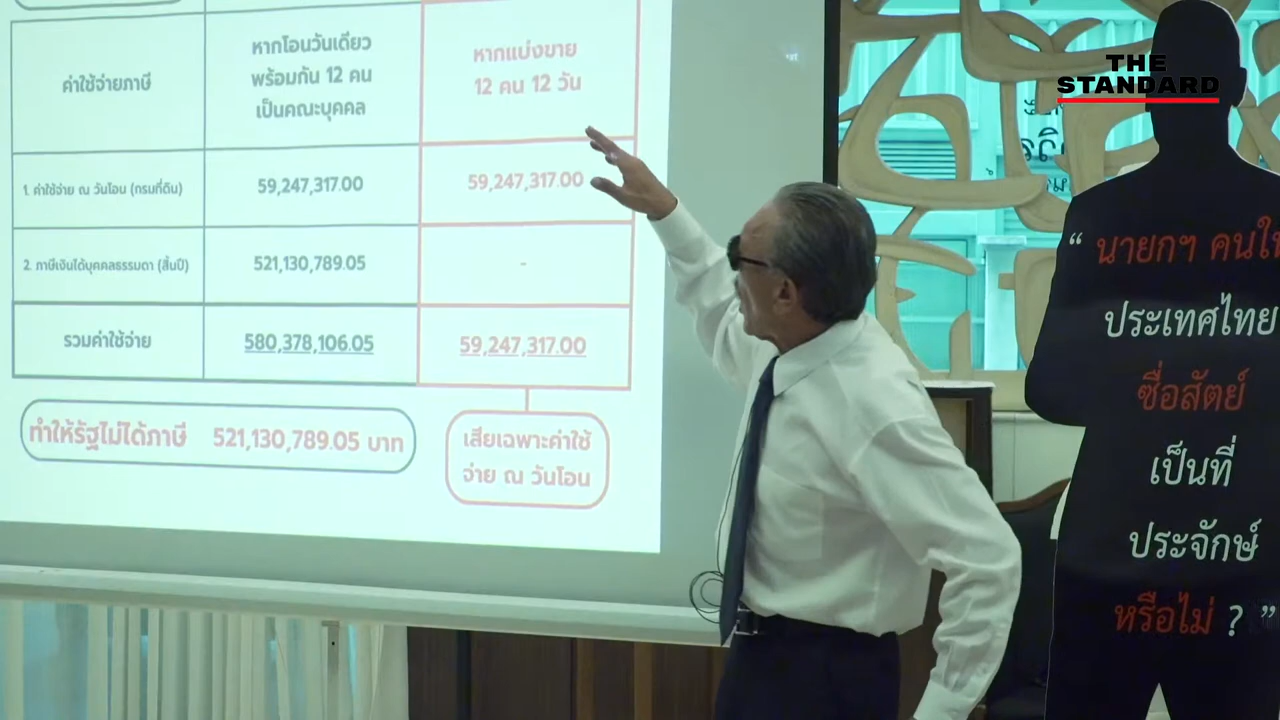 ค่าใช้จ่ายภาษี
หากโอนวันเดียว
พร้อมกัน 12 คน
เป็นคณะบุคคล
หากแบ่งขาย
12 คน 12 วัน
1. ค่าใช้จ่าย ณ วันโอน (กรมที่ดิน)
59,247,317.00
59,247,317.00
2. ภาษีเงินได้บุคคลธรรมดา (สิ้นปี)
521,130,789.05
-
รวมค่าใช้จ่าย
580,378,106.05
59,247,317.00
ทำให้รัฐไม่ได้ภาษี 521,130,789.05 บาท
เสียเฉพาะค่าใช้
จ่าย ณ วันโอน
THE
STANDARD
“ นายกฯ คนให
ประเทศไทย
ซื่อสัตย์
เป็นที่
ประจักษ์
หรือไม่ ? ”